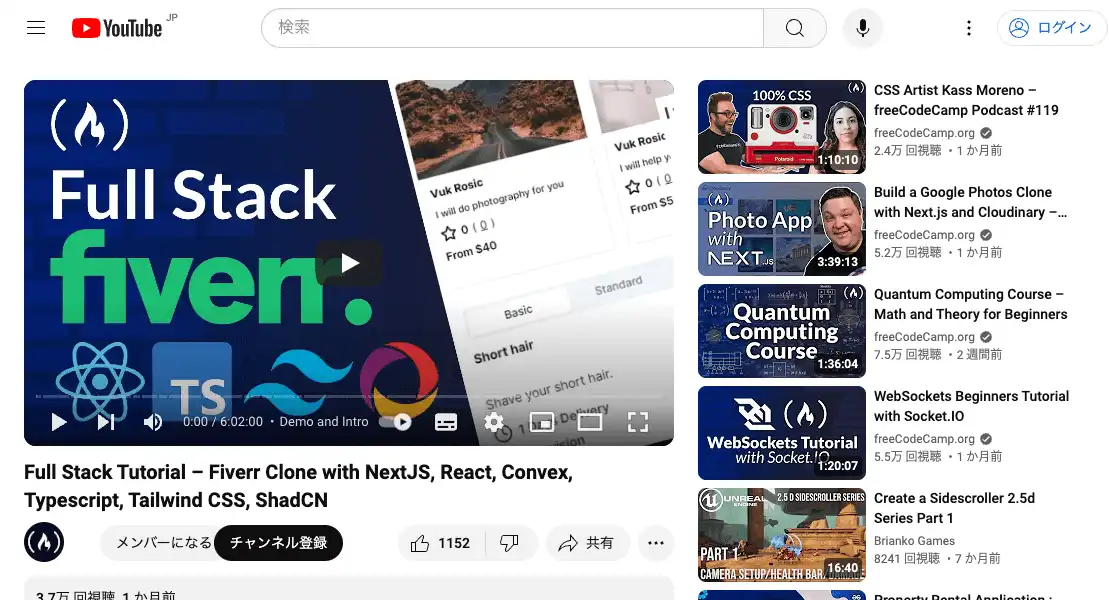 YouTube JP
検索
ログイン
Full Stack
fiverr.
TS
Vuk Rosic
I will do photography for you
0 ( 0 )
From $40
Vuk Rosic
I will help y
0 ( 0
From $5
Basic
Standard
Short hair
Shave your short hair.
1 hours Delivery
0:00 / 6:02:00 ・ Demo and Intro
Full Stack Tutorial – Fiverr Clone with NextJS, React, Convex,
Typescript, Tailwind CSS, ShadCN
メンバーになる
チャンネル登録
1152
共有
3.7万 回視聴 1 か月前
100% CSS
Polaroid
1:10:10
CSS Artist Kass Moreno –
freeCodeCamp Podcast #119
freeCodeCamp.org
2.4万 回視聴 ・1 か月前
Photo App
with
NEXT.JS
3:39:13
Build a Google Photos Clone
with Next.js and Cloudinary –…
freeCodeCamp.org
5.2万 回視聴 ・1 か月前
Quantum
Computing
Course
1:36:04
Quantum Computing Course –
Math and Theory for Beginners
freeCodeCamp.org
7.5万 回視聴 ・2 週間前
WebSockets Tutorial
with Socket.IO
1:20:07
WebSockets Beginners Tutorial
with Socket.IO
freeCodeCamp.org
5.5万 回視聴 ・1 か月前
UNREAL
ENGINE
2.5 D SIDESCROLLER SERIES
PART 1
CAMERA SETUP/HEALTH BAR/
16:40
Create a Sidescroller 2.5d
Series Part 1
Brianko Games
8241 回視聴 ・7 か月前
Property Rental Application :